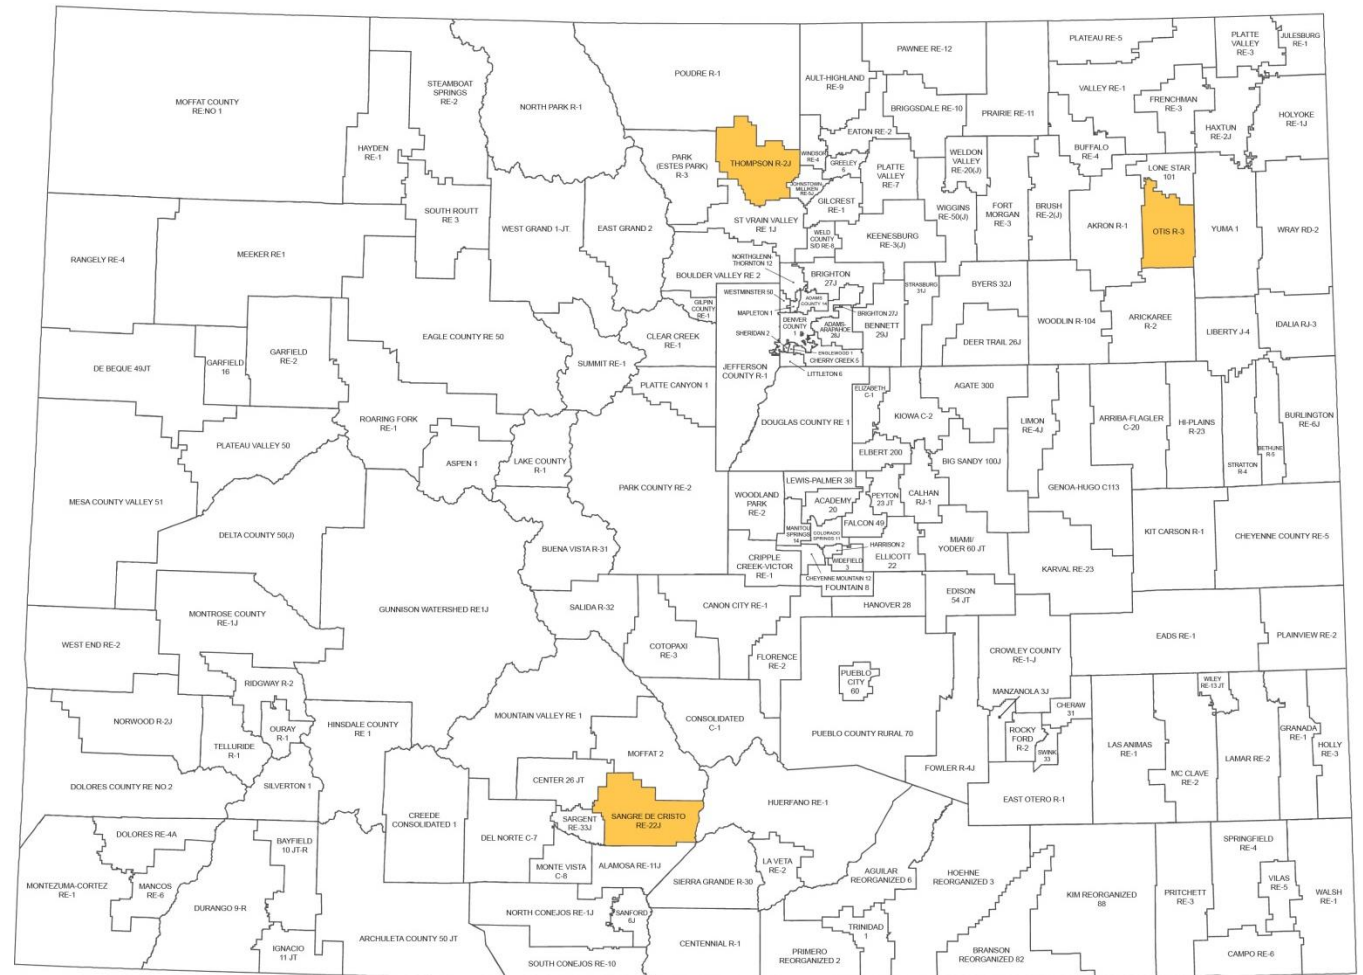 MOFFAT COUNTY
RE:NO 1
HAYDEN
RE-1
STEAMBOAT
SPRINGS
RE-2
NORTH PARK R-1
POUDRE R-1
AULT-HIGHLAND
RE-9
PAWNEE RE-12
PLATEAU RE-5
PLATTE
VALLEY
RE-3
JULESBURG
RE-1
BRIGGSDALE RE-10
PRAIRIE RE-11
VALLEY RE-1
FRENCHMAN
RE-3
HAXTUN
RE-2J
HOLYOKE
RE-1J
EATON RE-2
BUFFALO
RE-4
LONE STAR
101
PARK
(ESTES PARK)
R-3
THOMPSON R-2J
WINDSOR
RE-4
GREELEY
6
JOHNSTOWN-
MILLIKEN
RE-5J
PLATTE
VALLEY
RE-7
WELDON
VALLEY
RE-20(J)
GILCREST
RE-1
WIGGINS
RE-50(J)
FORT
MORGAN
RE-3
BRUSH
RE-2(J)
AKRON R-1
OTIS R-3
YUMA 1
WRAY RD-2
SOUTH ROUTT
RE 3
WEST GRAND 1-JT.
EAST GRAND 2
ST VRAIN VALLEY
RE 1J
WELD
COUNTY
S/D RE-8
KEENESBURG
RE-3(J)
RANGELY RE-4
MEEKER RE1
NORTHGLENN-
THORNTON 12
BOULDER VALLEY RE 2
BRIGHTON
27J
STRASBURG
31J
BYERS 32J
WESTMINSTER 50
ADAMS
COUNTY 14
GILPIN
COUNTY
RE-1
MAPLETON 1
BRIGHTON 27J
DENVER
COUNTY
1
ADAMS-
ARAPAHOE
28J
BENNETT
29J
WOODLIN R-104
ARICKAREE
R-2
LIBERTY J-4
IDALIA RJ-3
EAGLE COUNTY RE 50
CLEAR CREEK
RE-1
SHERIDAN 2
ENGLEWOOD 1
CHERRY CREEK 5
LITTLETON 6
DEER TRAIL 26J
DE BEQUE 49JT
GARFIELD
16
GARFIELD
RE-2
SUMMIT RE-1
JEFFERSON
COUNTY R-1
PLATTE CANYON 1
ELIZABETH
C-1
AGATE 300
DOUGLAS COUNTY RE 1
KIOWA C-2
LIMON
RE-4J
ARRIBA-FLAGLER
C-20
HI-PLAINS
R-23
BURLINGTON
RE-6J
ROARING FORK
RE-1
PLATEAU VALLEY 50
ASPEN 1
LAKE COUNTY
R-1
ELBERT 200
BIG SANDY 100J
BETHUNE
R-5
STRATTON
R-4
PARK COUNTY RE-2
LEWIS-PALMER 38
GENOA-HUGO C113
MESA COUNTY VALLEY 51
WOODLAND
PARK
RE-2
ACADEMY
20
PEYTON
23 JT
CALHAN
RJ-1
DELTA COUNTY 50(J)
BUENA VISTA R-31
MANITOU
SPRINGS
14
COLORADO
SPRINGS 11
FALCON 49
MIAMI/
YODER 60 JT
KIT CARSON R-1
CHEYENNE COUNTY RE-5
HARRISON 2
CRIPPLE
CREEK-VICTOR
RE-1
WIDEFIELD
3
ELLICOTT
22
KARVAL RE-23
CHEYENNE MOUNTAIN 12
FOUNTAIN 8
MONTROSE COUNTY
RE-1J
GUNNISON WATERSHED RE1J
SALIDA R-32
CANON CITY RE-1
HANOVER 28
EDISON
54 JT
WEST END RE-2
COTOPAXI
RE-3
FLORENCE
RE-2
CROWLEY COUNTY
RE-1-J
EADS RE-1
PLAINVIEW RE-2
RIDGWAY R-2
PUEBLO
CITY
60
MANZANOLA 3J
WILEY
RE-13 JT
NORWOOD R-2J
TELLURIDE
R-1
OURAY
R-1
HINSDALE COUNTY
RE 1
MOUNTAIN VALLEY RE 1
CONSOLIDATED
C-1
PUEBLO COUNTY RURAL 70
CHERAW
31
ROCKY
FORD
R-2
SWINK
33
LAS ANIMAS
RE-1
MC CLAVE
RE-2
LAMAR RE-2
GRANADA
RE-1
HOLLY
RE-3
MOFFAT 2
FOWLER R-4J
DOLORES COUNTY RE NO.2
SILVERTON 1
CENTER 26 JT
HUERFANO RE-1
EAST OTERO R-1
CREEDE
CONSOLIDATED 1
SARGENT
RE-33J
SANGRE DE CRISTO
RE-22J
DOLORES RE-4A
BAYFIELD
10 JT-R
DEL NORTE C-7
SPRINGFIELD
RE-4
MONTE VISTA
C-8
ALAMOSA RE-11J
LA VETA
RE-2
AGUILAR
REORGANIZED 6
HOEHNE
REORGANIZED 3
MONTEZUMA-CORTEZ
RE-1
MANCOS
RE-6
SIERRA GRANDE R-30
KIM REORGANIZED
88
PRITCHETT
RE-3
VILAS
RE-5
WALSH
RE-1
DURANGO 9-R
NORTH CONEJOS RE-1J
SANFORD
6J
TRINIDAD
1
IGNACIO
11 JT
ARCHULETA COUNTY 50 JT
CENTENNIAL R-1
PRIMERO
REORGANIZED 2
BRANSON
REORGANIZED 82
CAMPO RE-6
SOUTH CONEJOS RE-10